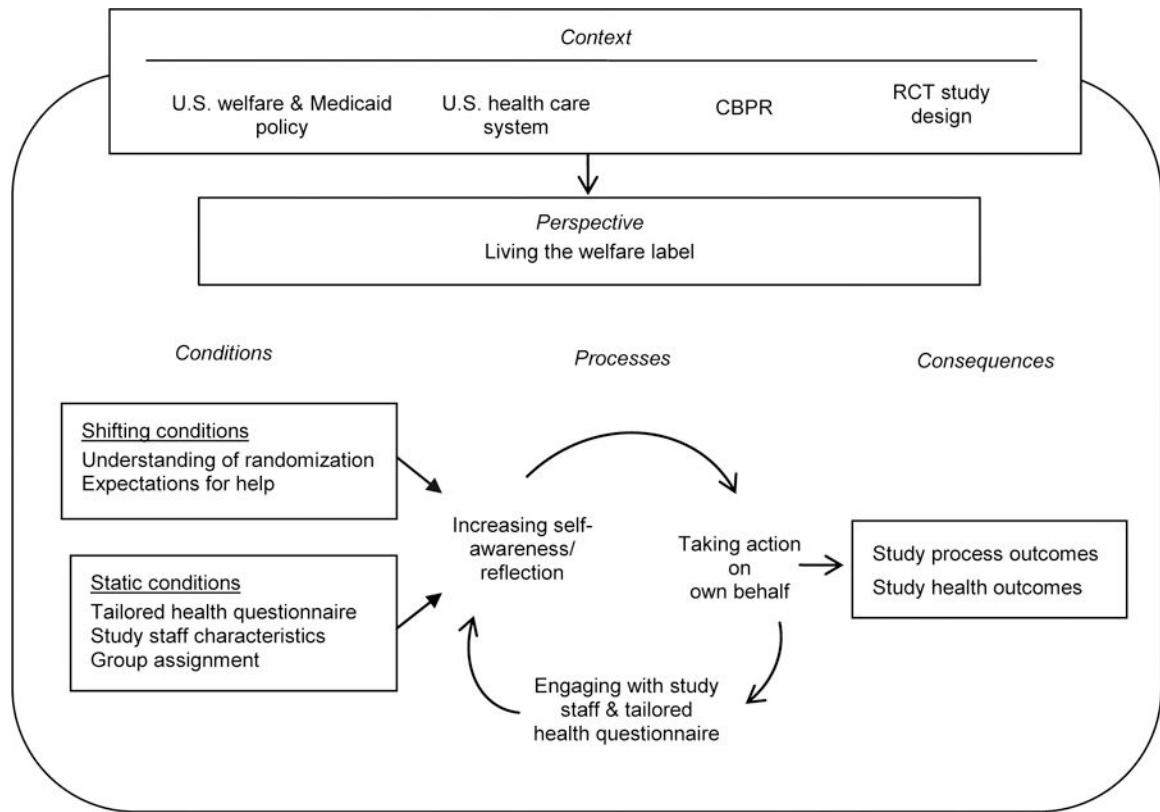 Context
U.S. welfare & Medicaid
policy
U.S. health care
system
CBPR
RCT study
design
Perspective
Living the welfare label
Conditions
Processes
Consequences
Shifting conditions
Understanding of randomization
Expectations for help
Static conditions
Tailored health questionnaire
Study staff characteristics
Group assignment
Increasing self-
awareness/
reflection
Taking action
on
own behalf
Engaging with study
staff & tailored
health questionnaire
Study process outcomes
Study health outcomes